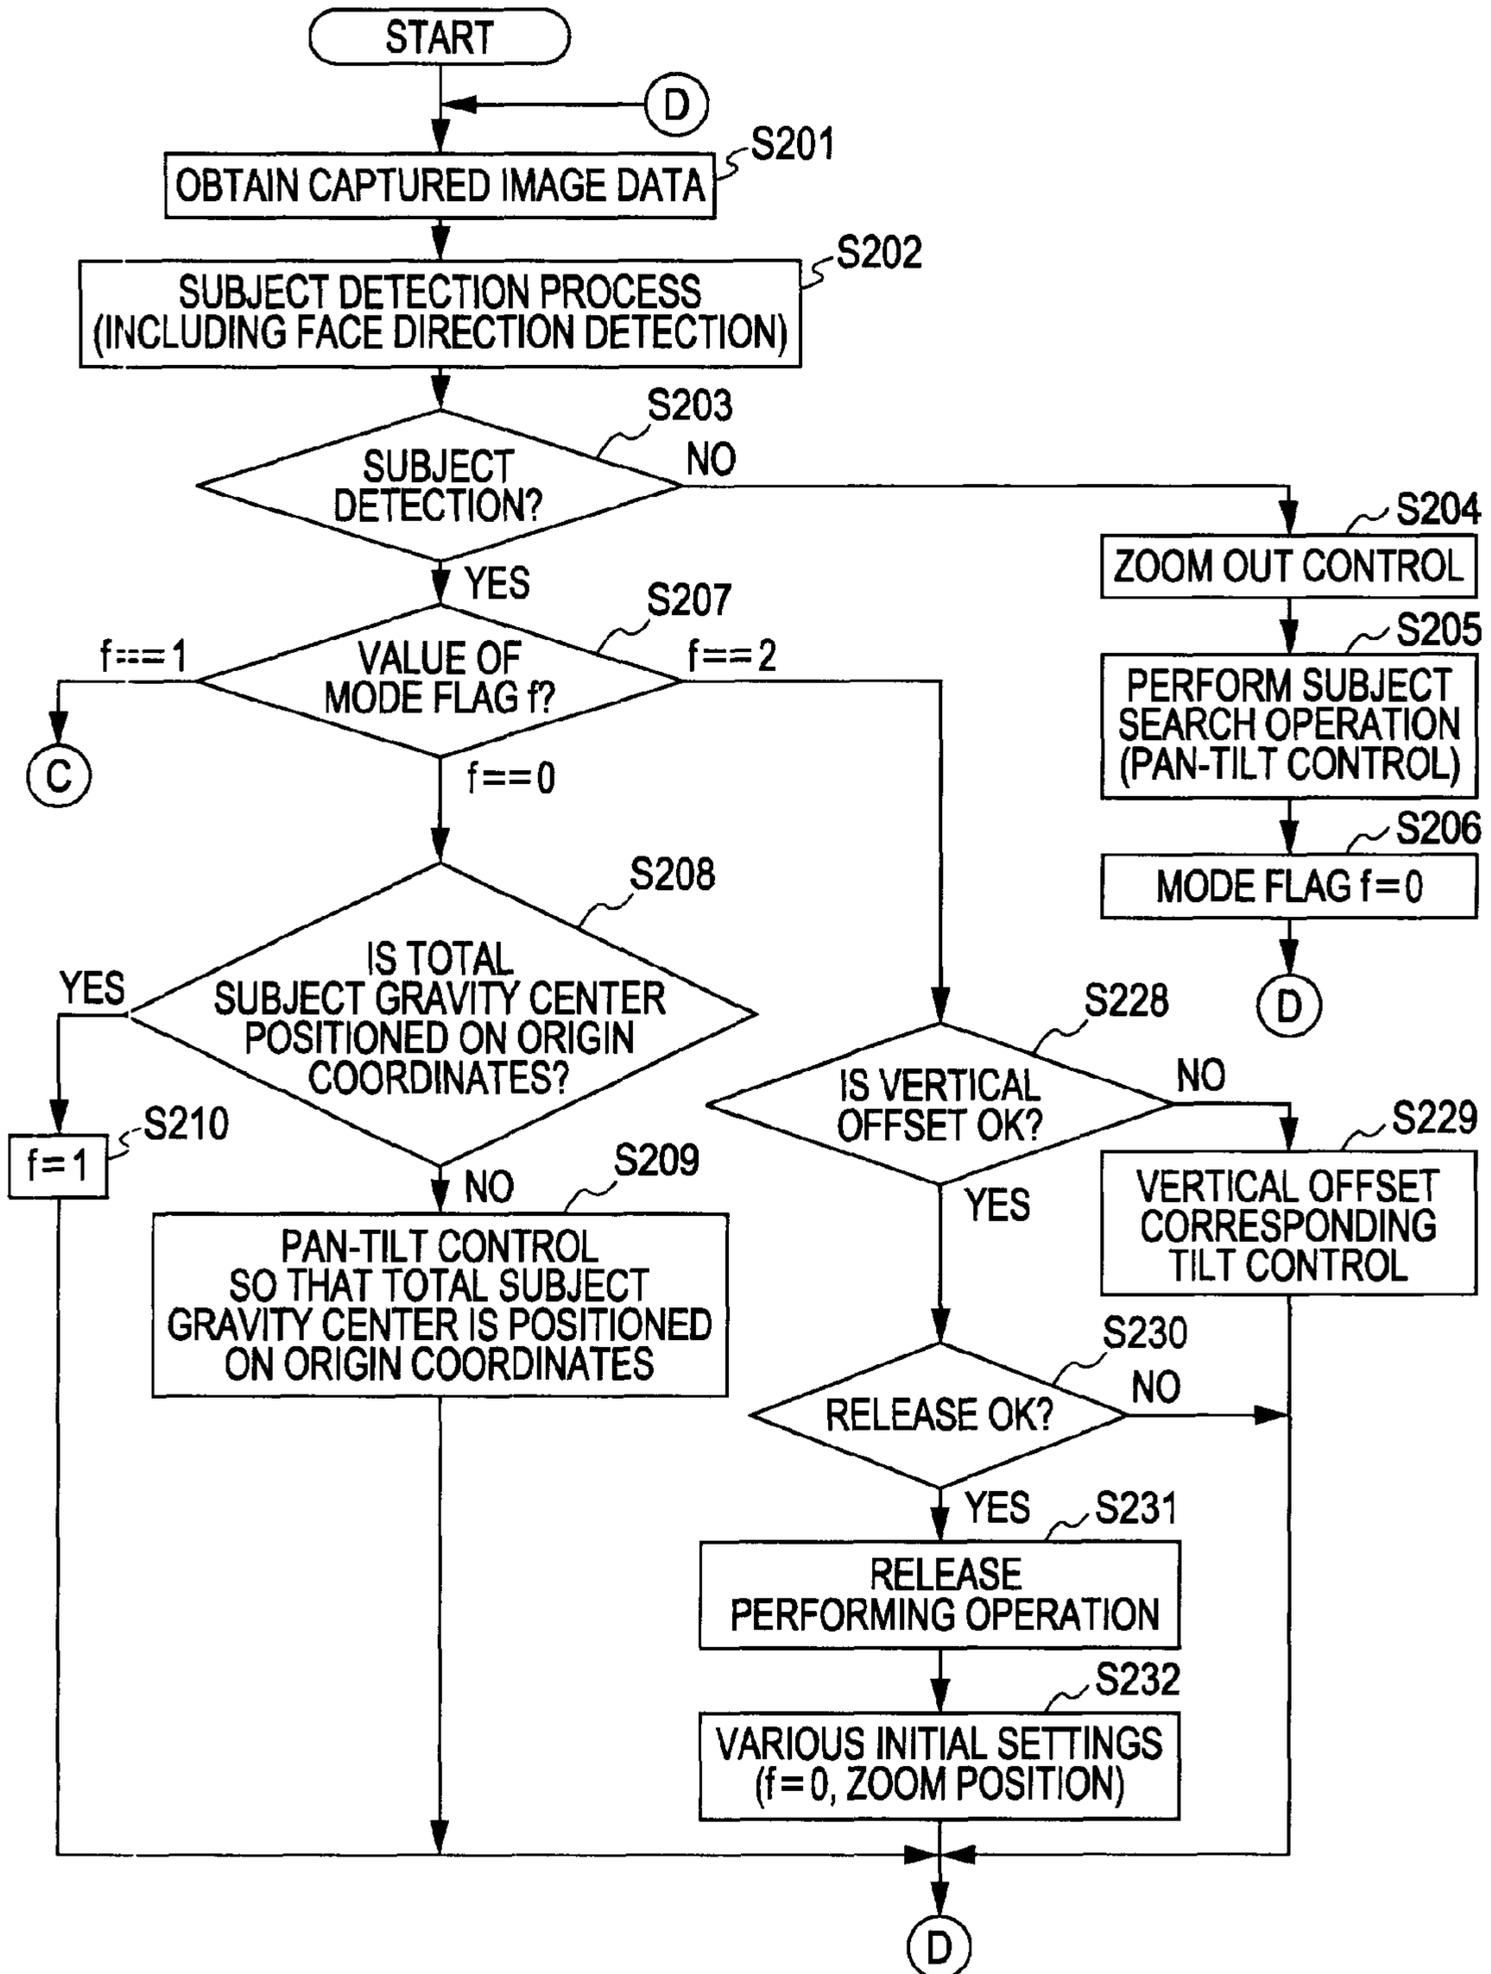 START
D
S201
OBTAIN CAPTURED IMAGE DATA
S202
SUBJECT DETECTION PROCESS
(INCLUDING FACE DIRECTION DETECTION)
S203
SUBJECT
DETECTION?
NO
YES
S204
ZOOM OUT CONTROL
S205
PERFORM SUBJECT
SEARCH OPERATION
(PAN-TILT CONTROL)
S206
MODE FLAG f=0
D
S207
VALUE OF
MODE FLAG f?
f==1
f==2
f==0
C
S208
IS TOTAL
SUBJECT GRAVITY CENTER
POSITIONED ON ORIGIN
COORDINATES?
YES
NO
S210
f=1
S209
PAN-TILT CONTROL
SO THAT TOTAL SUBJECT
GRAVITY CENTER IS POSITIONED
ON ORIGIN COORDINATES
S228
IS VERTICAL
OFFSET OK?
NO
YES
S229
VERTICAL OFFSET
CORRESPONDING
TILT CONTROL
S230
RELEASE OK?
NO
YES
S231
RELEASE
PERFORMING OPERATION
S232
VARIOUS INITIAL SETTINGS
(f=0, ZOOM POSITION)
D